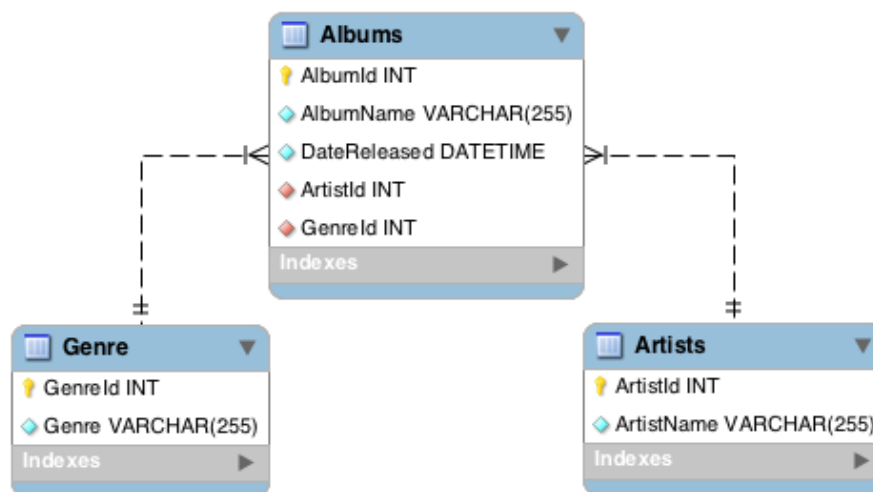 Albums
AlbumId INT
AlbumName VARCHAR(255)
DateReleased DATETIME
ArtistId INT
GenreId INT
Indexes
Genre
GenreId INT
Genre VARCHAR(255)
Indexes
Artists
ArtistId INT
ArtistName VARCHAR(255)
Indexes